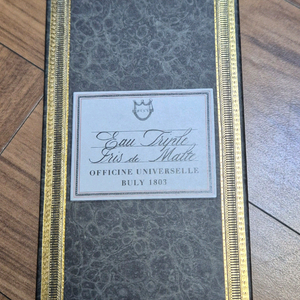 Eau Triple
Iris de Malte
OFFICINE UNIVERSELLE
BULY 1803